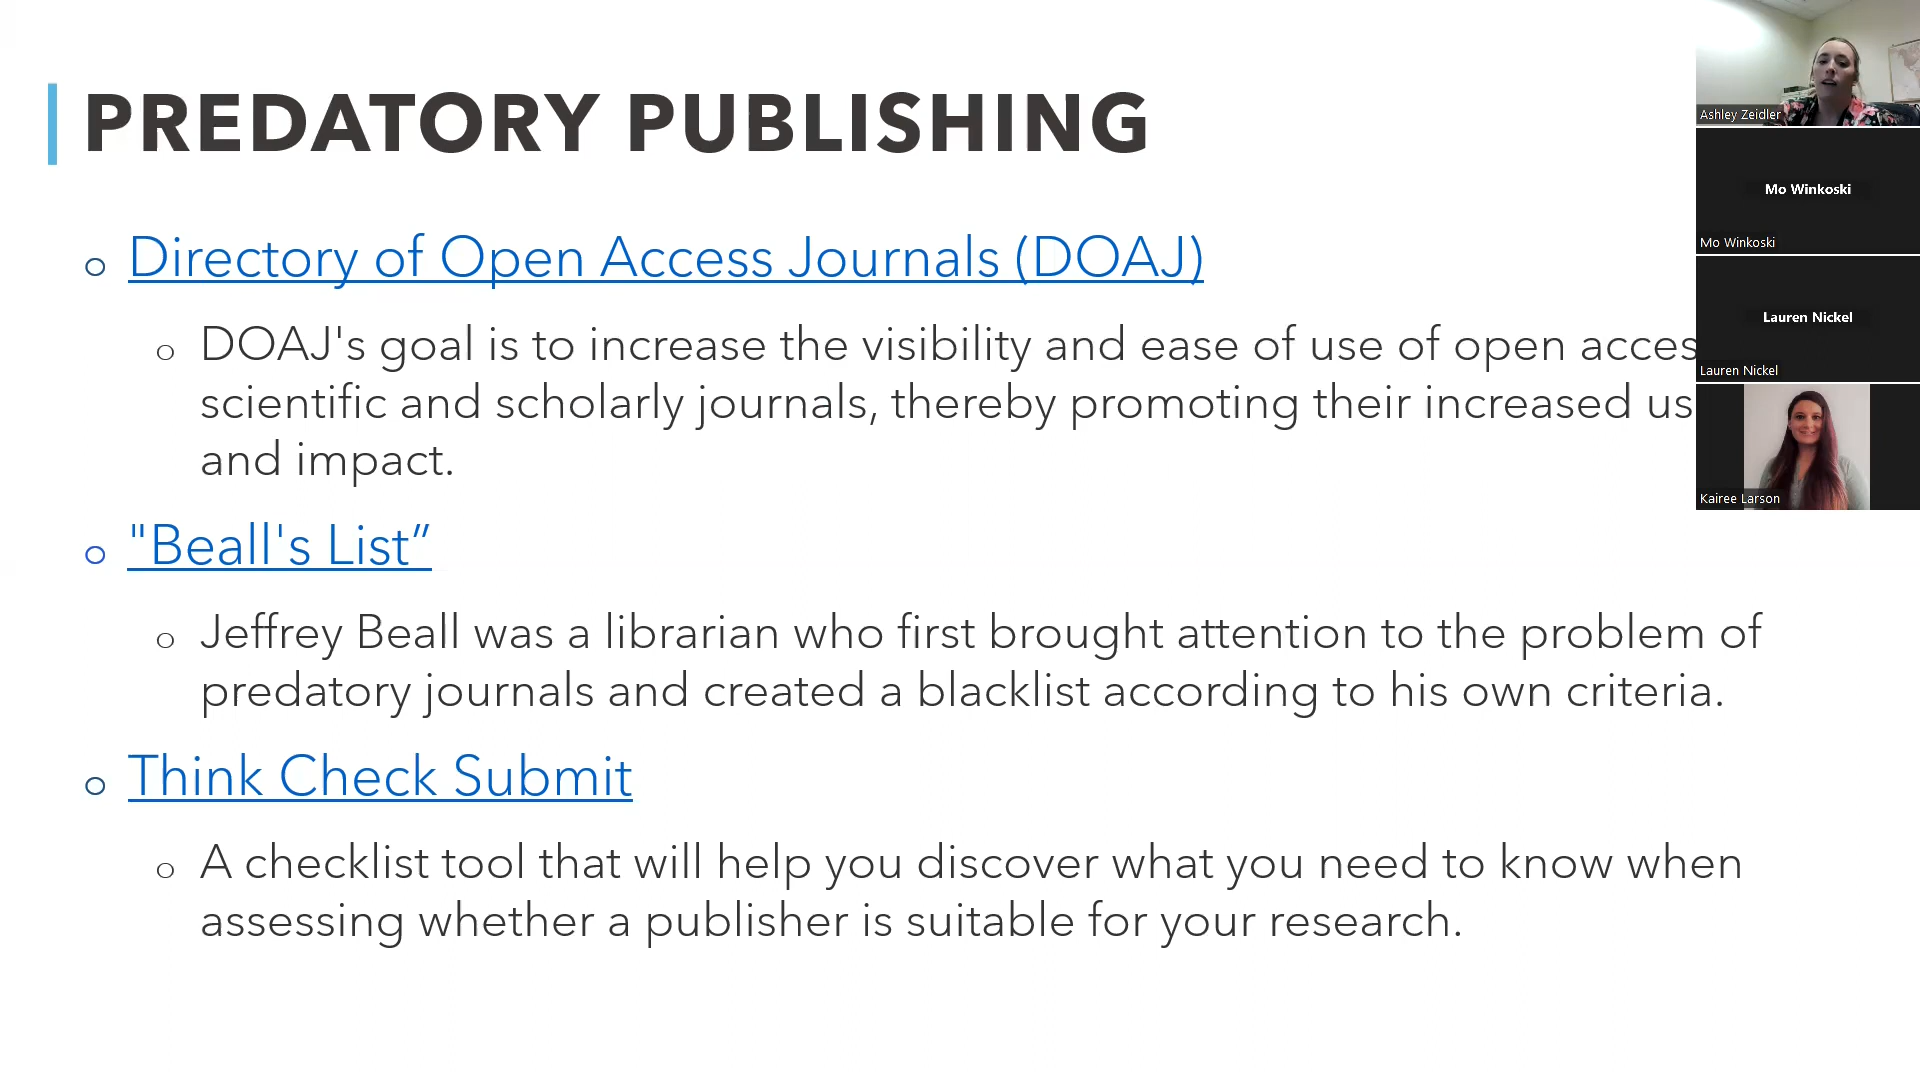 PREDATORY PUBLISHING
o Directory of Open Access Journals (DOAJ)
o DOAJ's goal is to increase the visibility and ease of use of open acces
scientific and scholarly journals, thereby promoting their increased us
and impact.
o "Beall's List”
o Jeffrey Beall was a librarian who first brought attention to the problem of
predatory journals and created a blacklist according to his own criteria.
o Think Check Submit
o A checklist tool that will help you discover what you need to know when
assessing whether a publisher is suitable for your research.
Ashley Zeidler
Mo Winkoski
Mo Winkoski
Lauren Nickel
Lauren Nickel
Kairee Larson